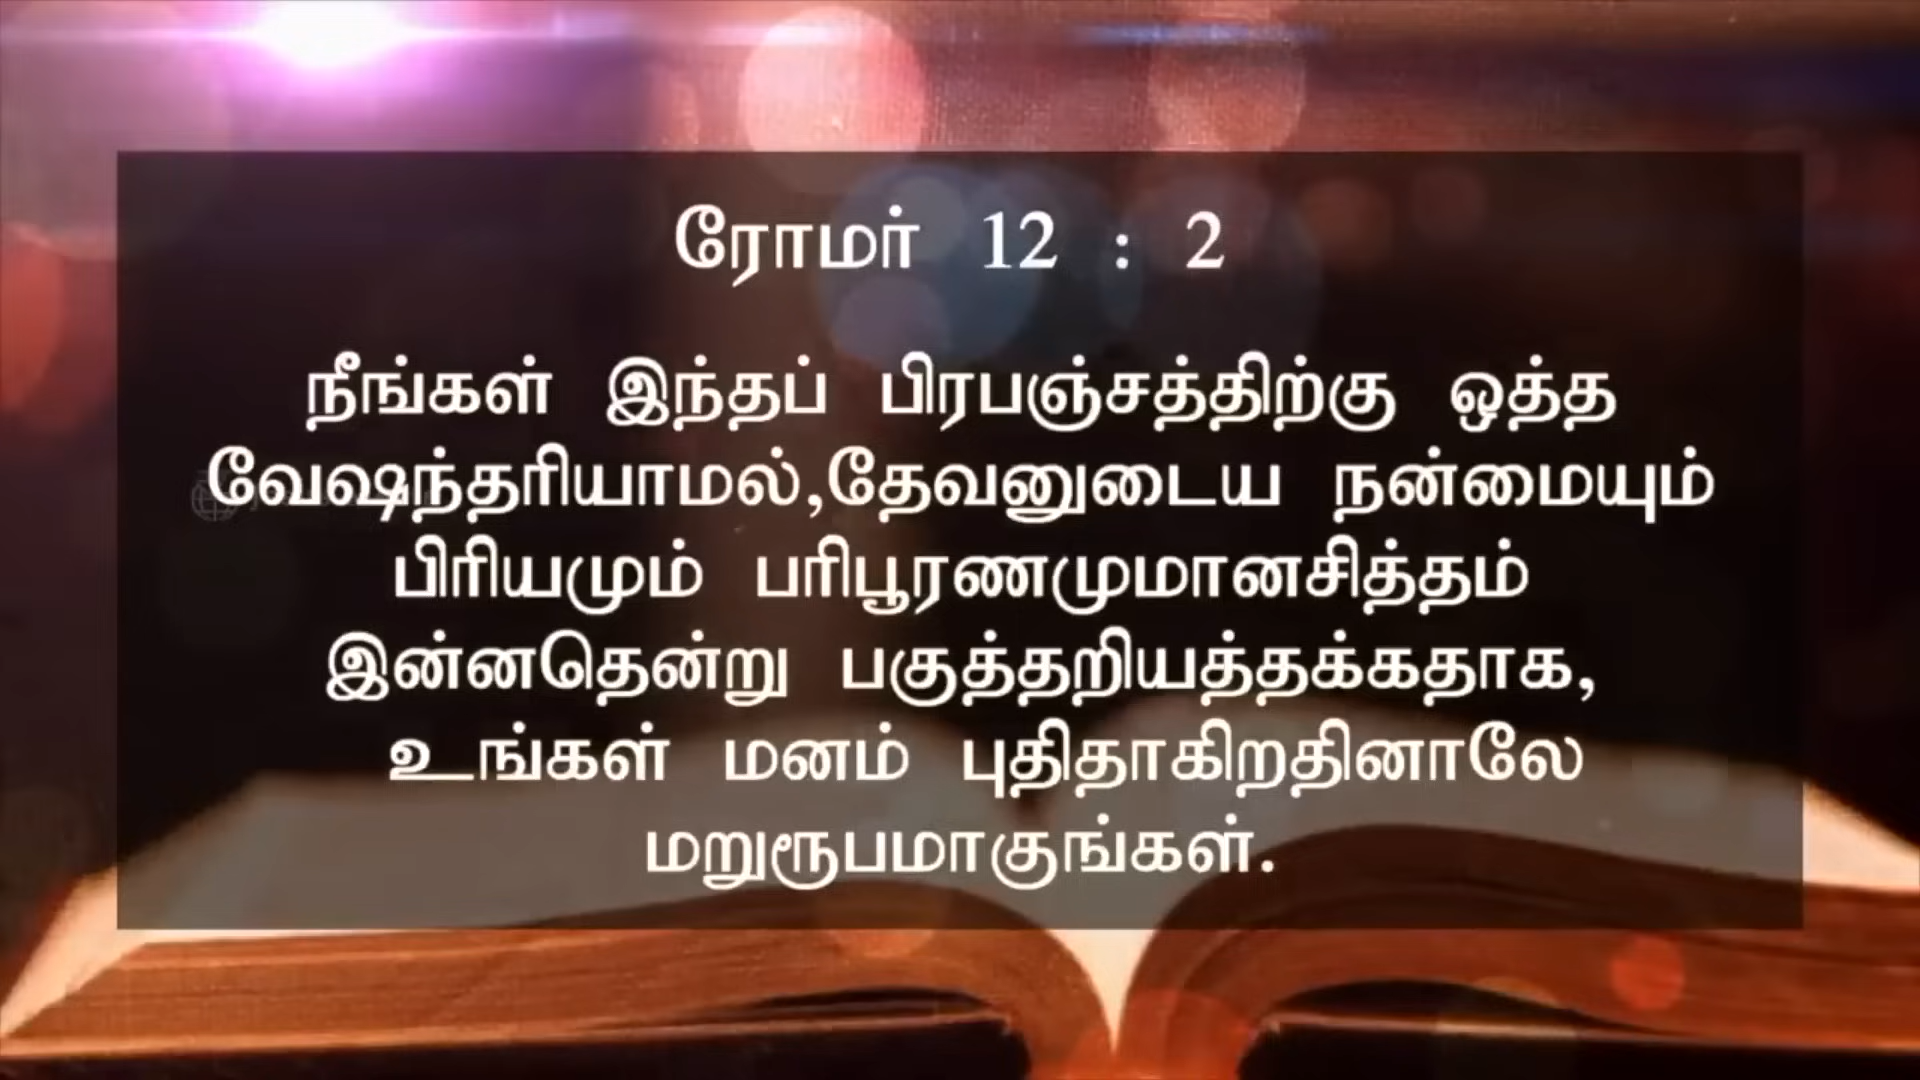 ரோமர் 12 : 2
நீங்கள் இந்தப் பிரபஞ்சத்திற்கு ஒத்த
வேஷந்தரியாமல்,தேவனுடைய நன்மையும்
பிரியமும் பரிபூரணமுமானசித்தம்
இன்னதென்று பகுத்தறியத்தக்கதாக,
உங்கள் மனம் புதிதாகிறதினாலே
மறுரூபமாகுங்கள்.